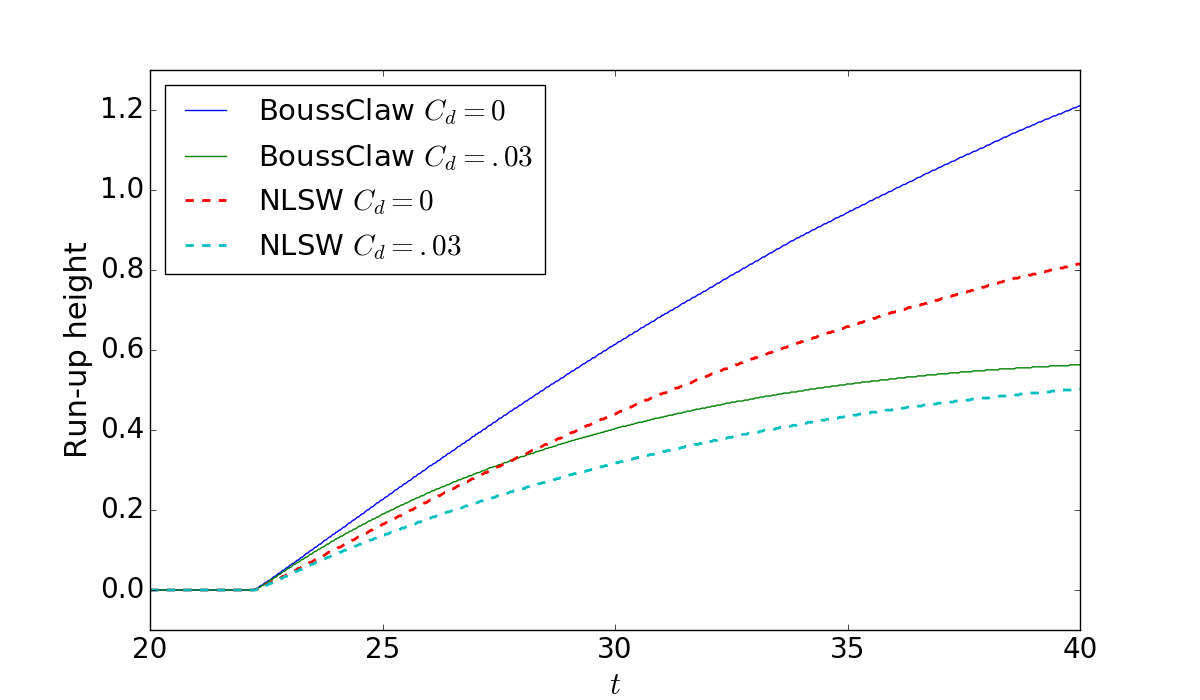 BoussClaw C_d = 0
BoussClaw C_d = .03
NLSW C_d = 0
NLSW C_d = .03
Run-up height
1.2
1.0
0.8
0.6
0.4
0.2
0.0
20 25 30 35 40
t